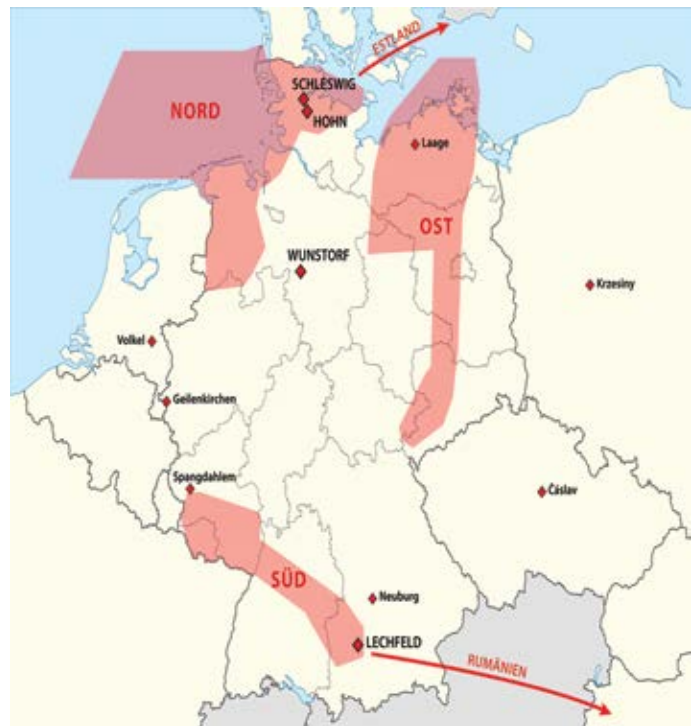 ESTLAND
SCHLESWIG
NORD
HOHN
Laage
OST
WUNSTORF
Krzesiny
Volkel
Geilenkirchen
Spangdahlem
Čáslav
SÜD
Neuburg
LECHFELD
RUMÄNIEN